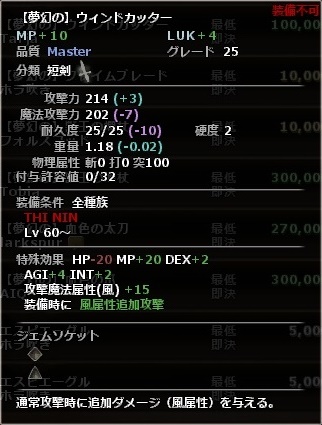 装備不可
【夢幻の】ウィンドカッター
MP+10 LUK+4
品質 Master グレード 25
分類 短剣
攻撃力 214 (+3)
魔法攻撃力 202 (-7)
耐久度 25/25 (-10) 硬度 2
重量 1.18 (-0.02)
物理属性 斬0 打0 突100
付与許容値 0/32
装備条件 全種族
THI NIN
Lv 60～
特殊効果 HP-20 MP+20 DEX+2
AGI+4 INT+2
攻撃魔法属性(風) +15
装備時に 風属性追加攻撃
ジェムソケット
通常攻撃時に追加ダメージ（風属性）を与える。